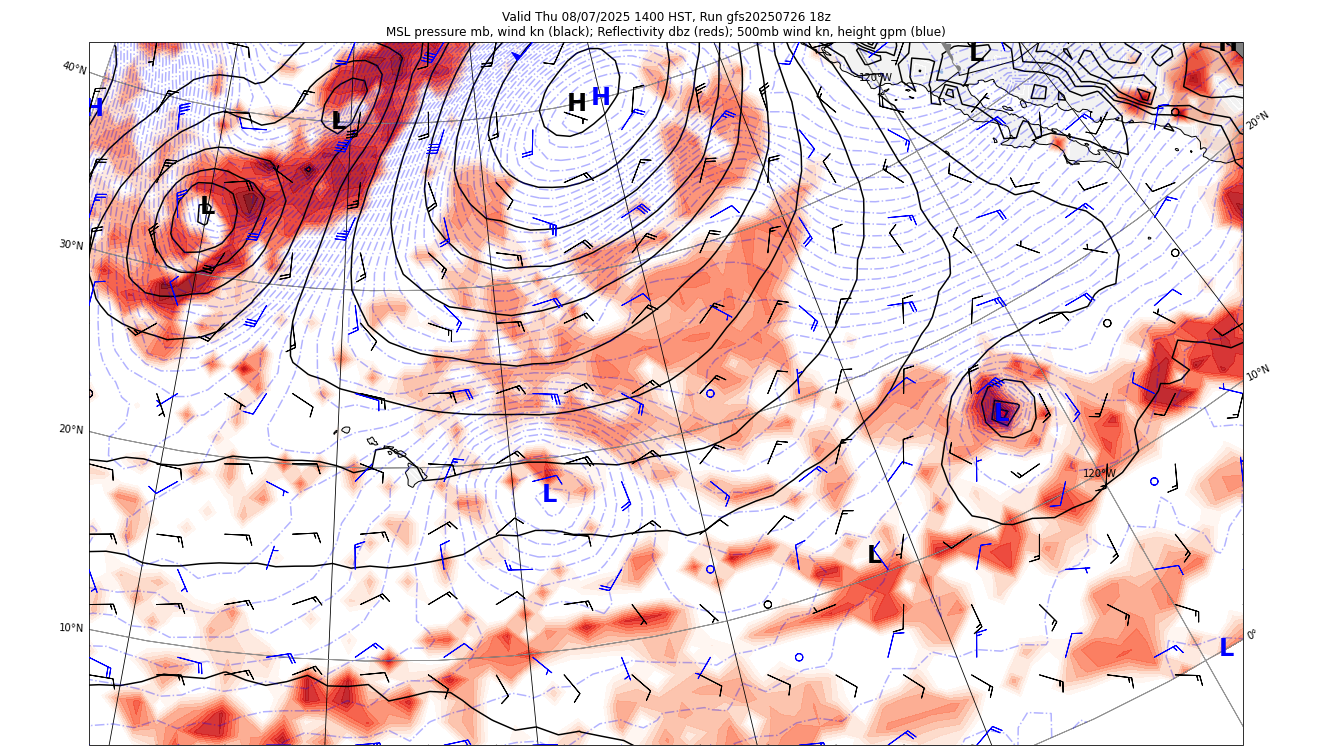 Valid Thu 08/07/2025 1400 HST, Run gfs20250726 18z
MSL pressure mb, wind kn (black); Reflectivity dbz (reds); 500mb wind kn, height gpm (blue)
H
L
40°N
120°W
H
L
H H
20°N
L
L
30°N
10°N
L
20°N
120°W
L
L
10°N
0°
L